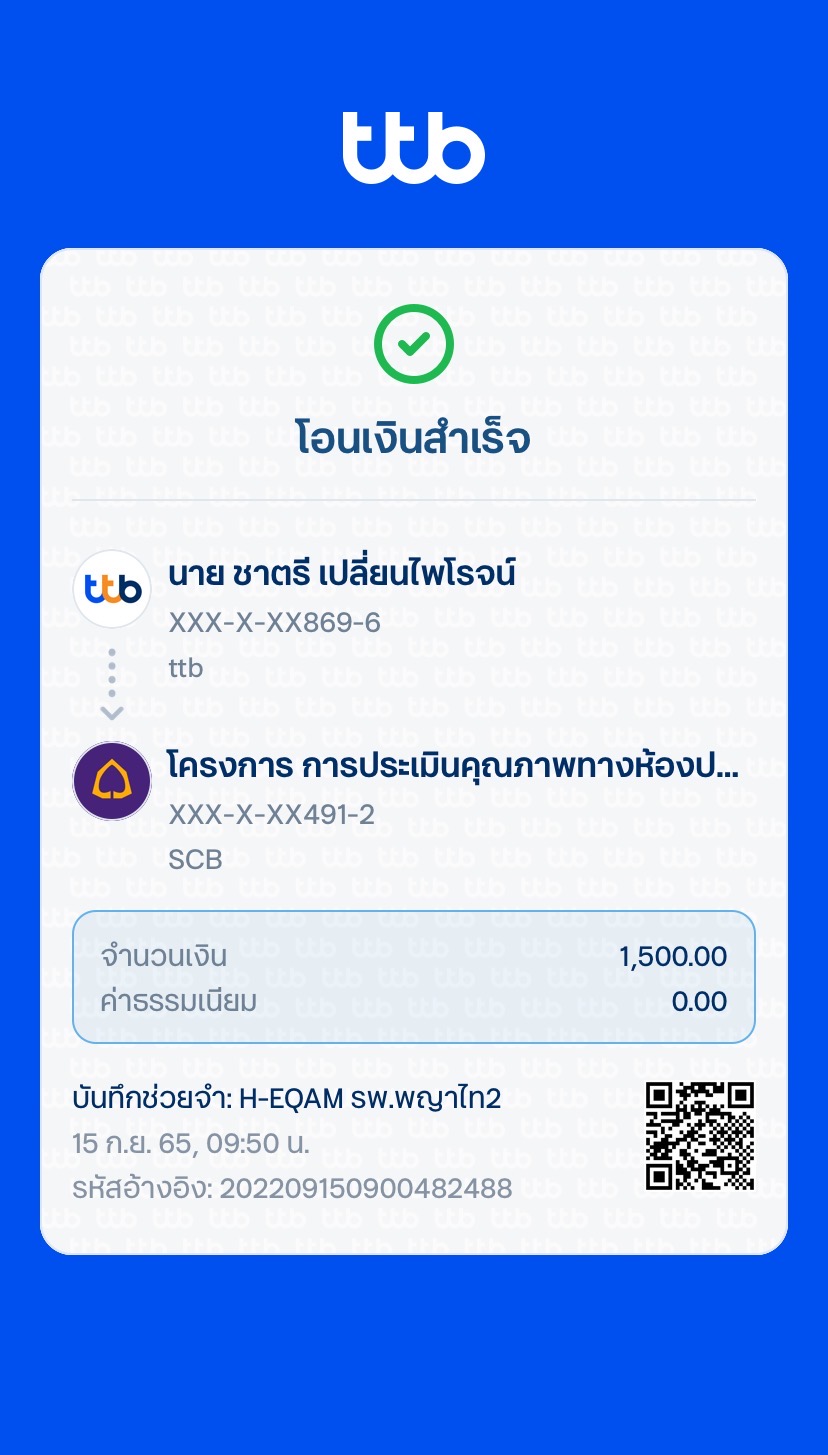 ttb
โอนเงินสำเร็จ
ttb
นาย ชาตรี เปลี่ยนไพโรจน์
XXX-X-XX869-6
ttb
โครงการ การประเมินคุณภาพทางห้องป...
XXX-X-XX491-2
SCB
จำนวนเงิน 1,500.00
ค่าธรรมเนียม 0.00
บันทึกช่วยจำ: H-EQAM รพ.พญาไท2
15 ก.ย. 65, 09:50 น.
รหัสอ้างอิง: 202209150900482488